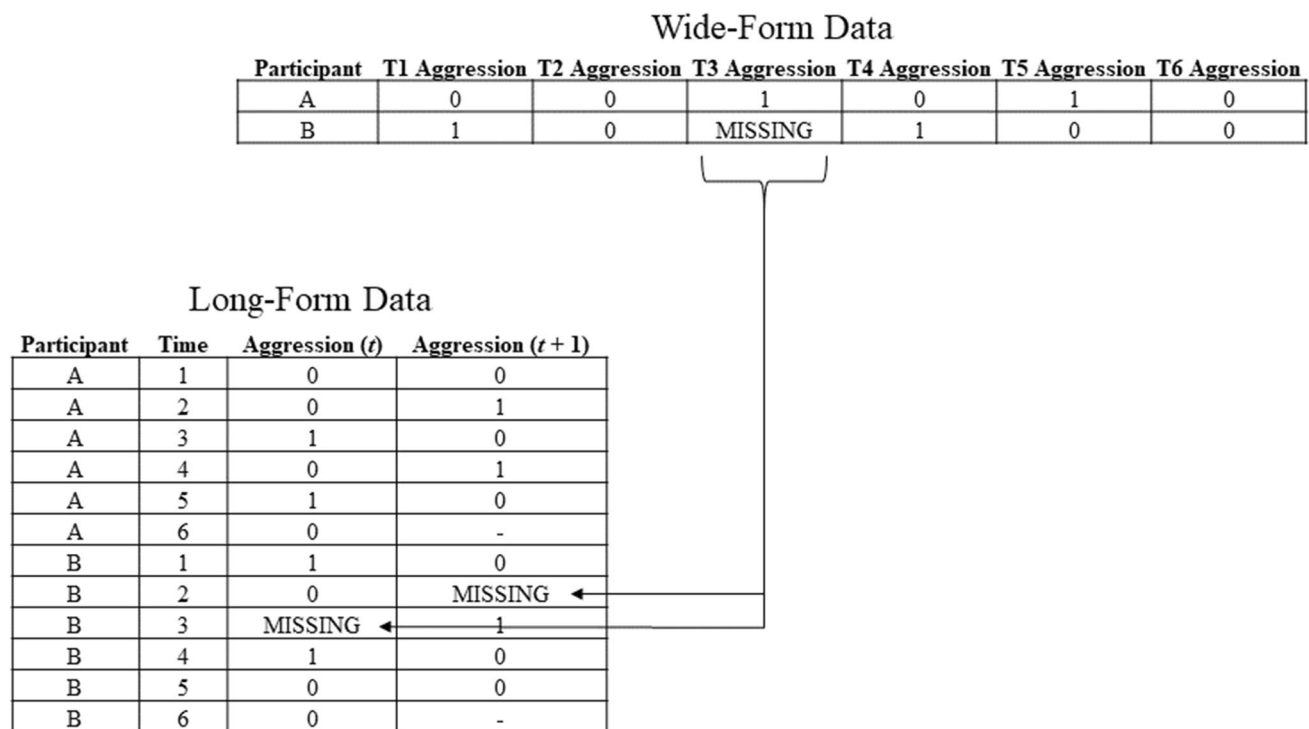 Wide-Form Data
Participant T1 Aggression T2 Aggression T3 Aggression T4 Aggression T5 Aggression T6 Aggression
A 0 0 1 0 1 0
B 1 0 MISSING 1 0 0
Long-Form Data
Participant Time Aggression (t) Aggression (t + 1)
A 1 0 0
A 2 0 1
A 3 1 0
A 4 0 1
A 5 1 0
A 6 0 -
B 1 1 0
B 2 0 MISSING
B 3 MISSING 1
B 4 1 0
B 5 0 0
B 6 0 -